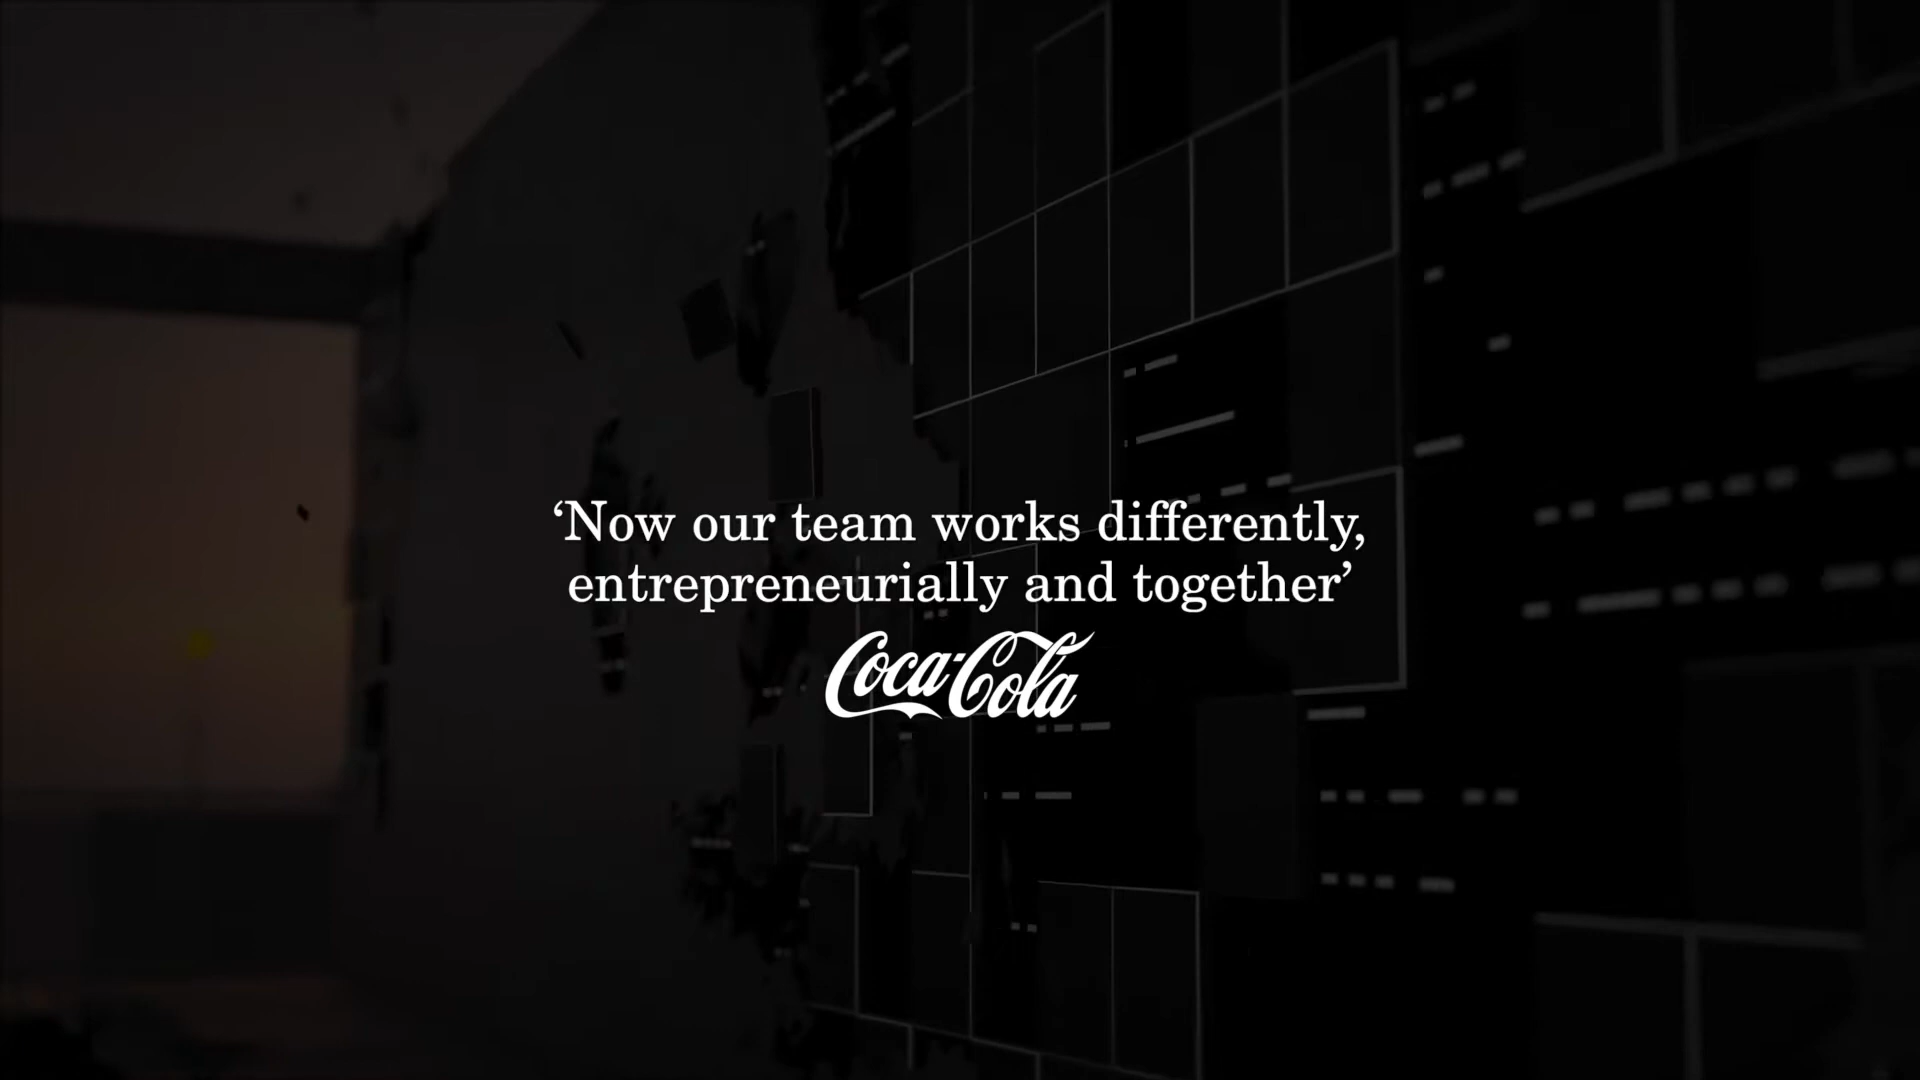 ‘Now our team works differently,
entrepreneurially and together’
Coca-Cola